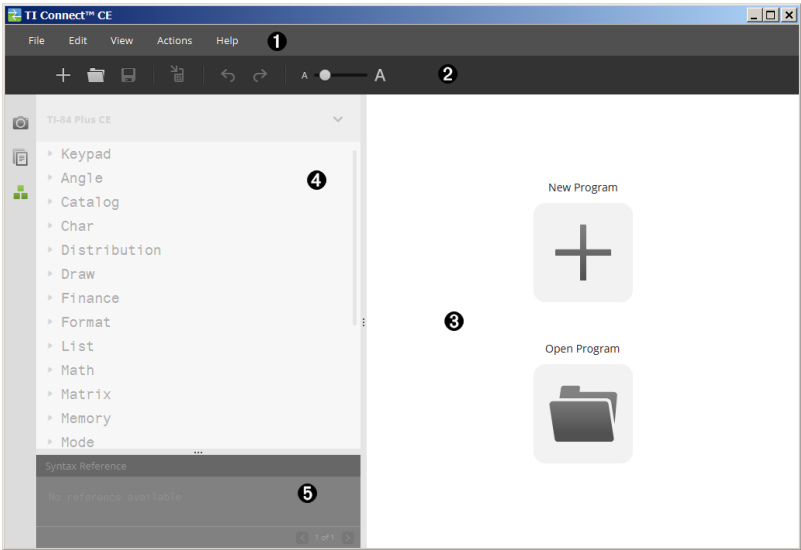 TI Connect™ CE
File Edit View Actions Help 1
A A 2
TI-84 Plus CE
Keypad
Angle
4
Catalog
Char
Distribution
Draw
Finance
Format
List
Math
Matrix
Memory
Mode
New Program
3
Open Program
Syntax Reference
No reference available
5
1 of 1